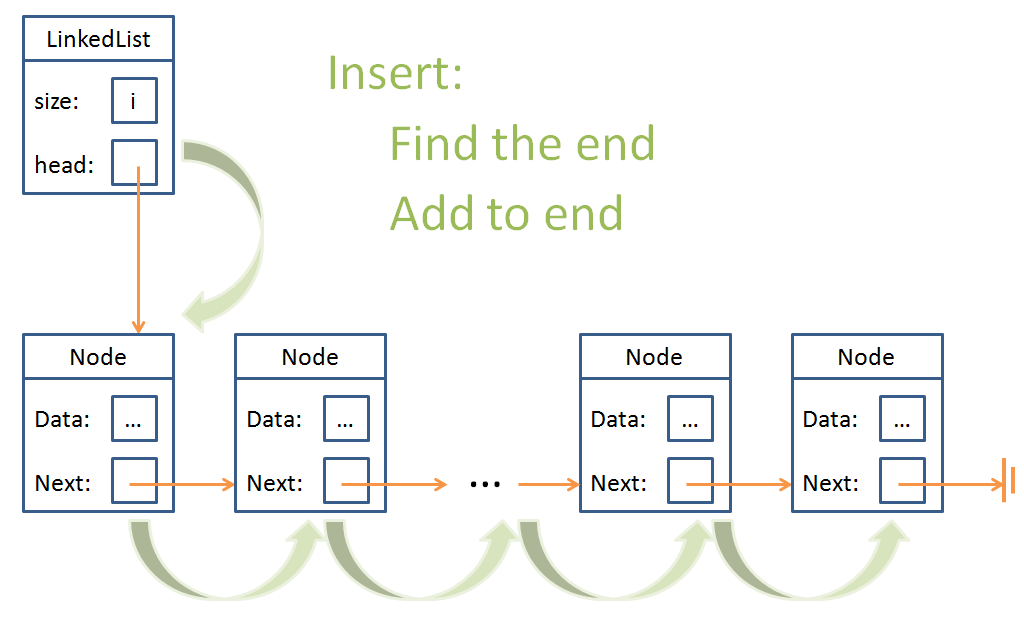 LinkedList
size: i
head:
Insert:
Find the end
Add to end
Node
Data: ...
Next:
Node
Data: ...
Next:
...
Node
Data: ...
Next:
Node
Data: ...
Next: